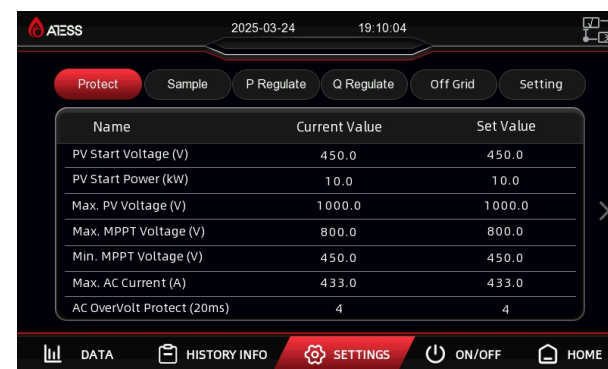 ATESS 2025-03-24 19:10:04
Protect Sample P Regulate Q Regulate Off Grid Setting
Name Current Value Set Value
PV Start Voltage (V) 450.0 450.0
PV Start Power (kW) 10.0 10.0
Max. PV Voltage (V) 1000.0 1000.0
Max. MPPT Voltage (V) 800.0 800.0
Min. MPPT Voltage (V) 450.0 450.0
Max. AC Current (A) 433.0 433.0
AC OverVolt Protect (20ms) 4 4
DATA HISTORY INFO SETTINGS ON/OFF HOME